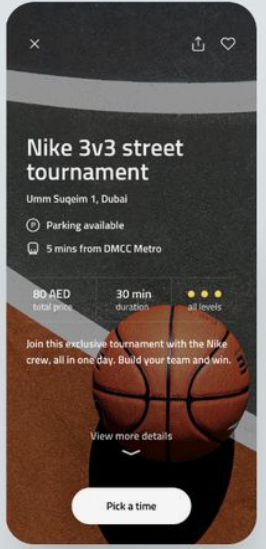 Nike 3v3 street
tournament
Umm Suqeim 1, Dubai
P Parking available
5 mins from DMCC Metro
80 AED 30 min
total price duration all levels
Join this exclusive tournament with the Nike
crew, all in one day. Build your team and win.
View more details
Pick a time